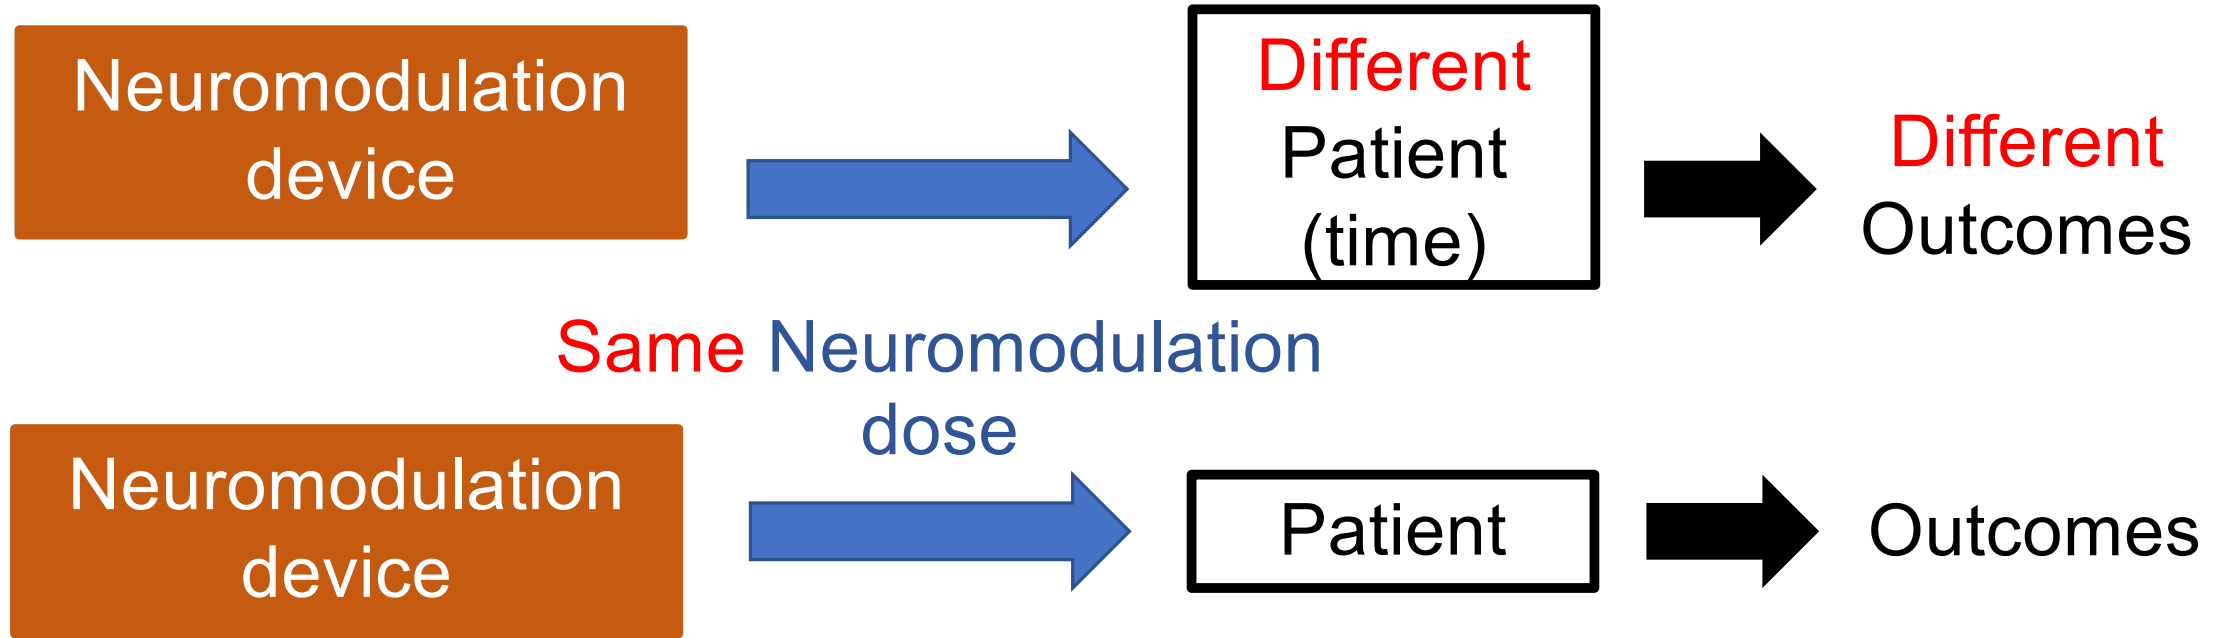 Neuromodulation
device
Different
Patient
(time)
Different
Outcomes
Same Neuromodulation
dose
Neuromodulation
device
Patient
Outcomes